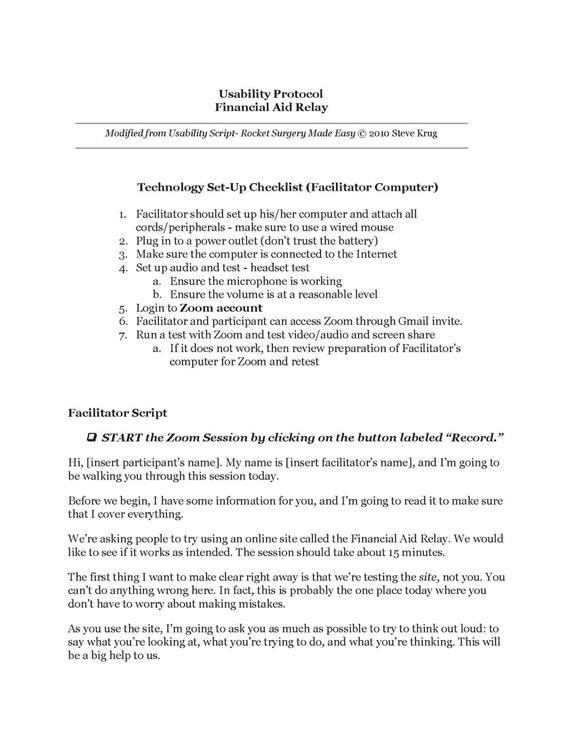 Usability Protocol
Financial Aid Relay
Modified from Usability Script- Rocket Surgery Made Easy © 2010 Steve Krug
Technology Set-Up Checklist (Facilitator Computer)
1. Facilitator should set up his/her computer and attach all
cords/peripherals - make sure to use a wired mouse
2. Plug in to a power outlet (don't trust the battery)
3. Make sure the computer is connected to the Internet
4. Set up audio and test - headset test
a. Ensure the microphone is working
b. Ensure the volume is at a reasonable level
5. Login to Zoom account
6. Facilitator and participant can access Zoom through Gmail invite.
7. Run a test with Zoom and test video/audio and screen share
a. If it does not work, then review preparation of Facilitator's
computer for Zoom and retest
Facilitator Script
❑ START the Zoom Session by clicking on the button labeled “Record.”
Hi, [insert participant's name]. My name is [insert facilitator's name], and I'm going to
be walking you through this session today.
Before we begin, I have some information for you, and I'm going to read it to make sure
that I cover everything.
We're asking people to try using an online site called the Financial Aid Relay. We would
like to see if it works as intended. The session should take about 15 minutes.
The first thing I want to make clear right away is that we're testing the site, not you. You
can't do anything wrong here. In fact, this is probably the one place today where you
don't have to worry about making mistakes.
As you use the site, I'm going to ask you as much as possible to try to think out loud: to
say what you're looking at, what you're trying to do, and what you're thinking. This will
be a big help to us.